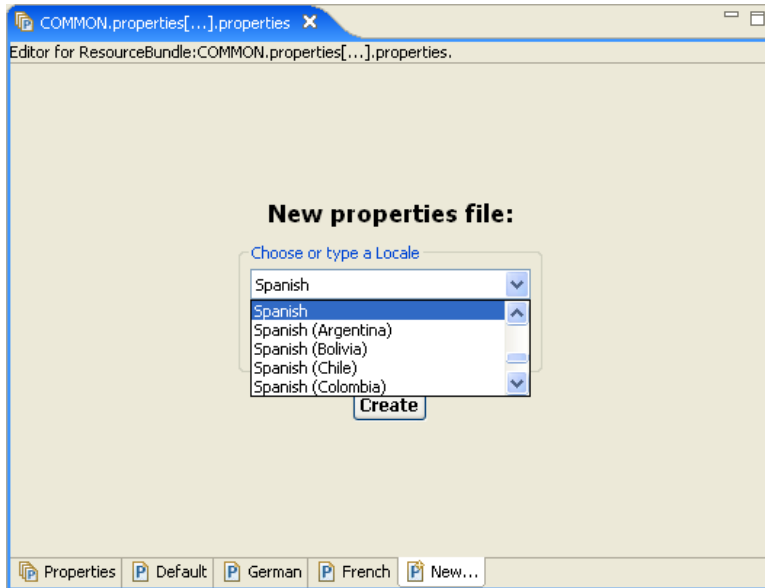 COMMON.properties[...].properties
Editor for ResourceBundle:COMMON.properties[...].properties.
New properties file:
Choose or type a Locale
Spanish
Spanish
Spanish (Argentina)
Spanish (Bolivia)
Spanish (Chile)
Spanish (Colombia)
Create
Properties Default German French New...